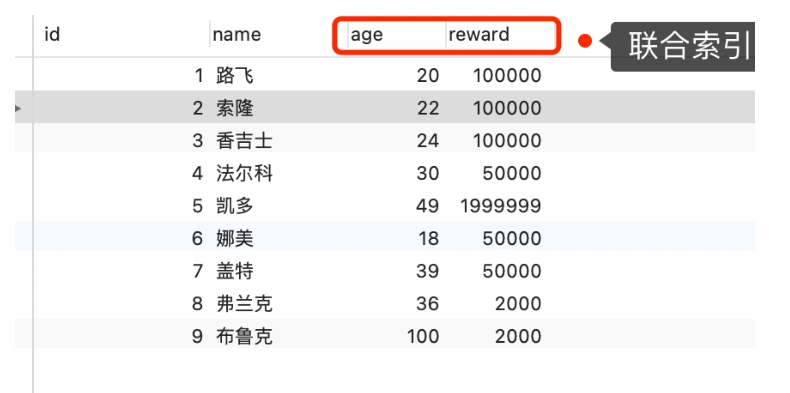 id name age reward 联合索引
1 路飞 20 100000
2 索隆 22 100000
3 香吉士 24 100000
4 法尔科 30 50000
5 凯多 49 1999999
6 娜美 18 50000
7 盖特 39 50000
8 弗兰克 36 2000
9 布鲁克 100 2000